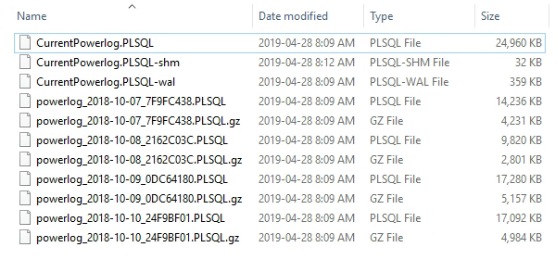 Name Date modified Type Size
CurrentPowerlog.PLSQL 2019-04-28 8:09 AM PLSQL File 24,960 KB
CurrentPowerlog.PLSQL-shm 2019-04-28 8:12 AM PLSQL-SHM File 32 KB
CurrentPowerlog.PLSQL-wal 2019-04-28 8:09 AM PLSQL-WAL File 359 KB
powerlog_2018-10-07_7F9FC438.PLSQL 2019-04-28 8:09 AM PLSQL File 14,236 KB
powerlog_2018-10-07_7F9FC438.PLSQL.gz 2019-04-28 8:09 AM GZ File 4,231 KB
powerlog_2018-10-08_2162C03C.PLSQL 2019-04-28 8:09 AM PLSQL File 9,820 KB
powerlog_2018-10-08_2162C03C.PLSQL.gz 2019-04-28 8:09 AM GZ File 2,801 KB
powerlog_2018-10-09_0DC64180.PLSQL 2019-04-28 8:09 AM PLSQL File 17,280 KB
powerlog_2018-10-09_0DC64180.PLSQL.gz 2019-04-28 8:09 AM GZ File 5,157 KB
powerlog_2018-10-10_24F9BF01.PLSQL 2019-04-28 8:09 AM PLSQL File 17,092 KB
powerlog_2018-10-10_24F9BF01.PLSQL.gz 2019-04-28 8:09 AM GZ File 4,984 KB